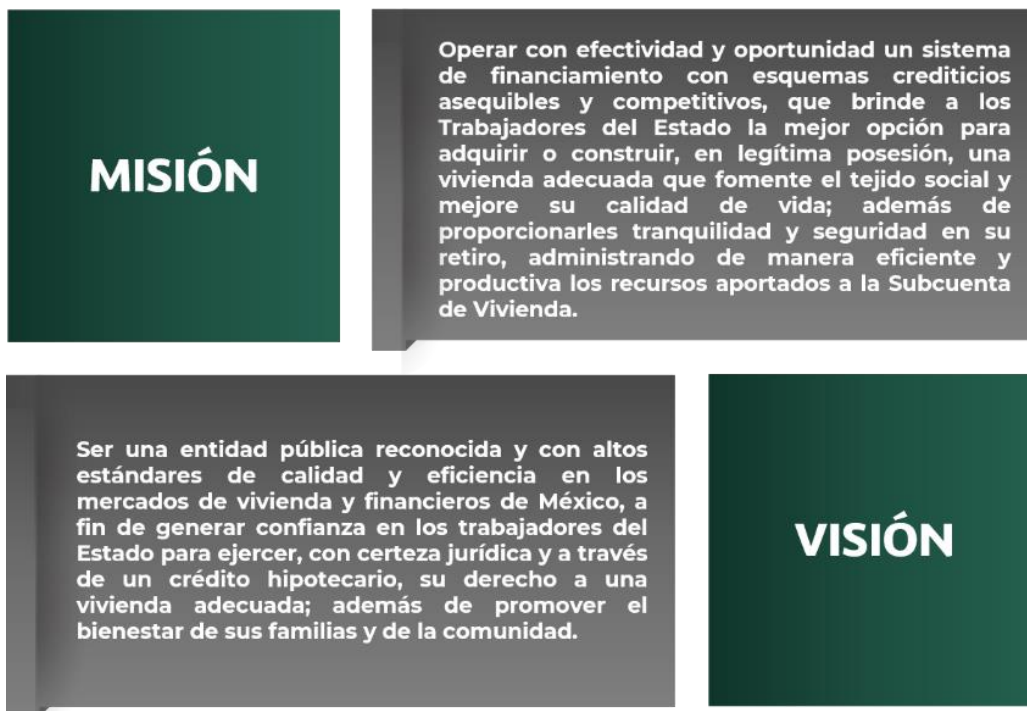 MISIÓN
Operar con efectividad y oportunidad un sistema
de financiamiento con esquemas crediticios
asequibles y competitivos, que brinde a los
Trabajadores del Estado la mejor opción para
adquirir o construir, en legítima posesión, una
vivienda adecuada que fomente el tejido social y
mejore su calidad de vida; además de
proporcionarles tranquilidad y seguridad en su
retiro, administrando de manera eficiente y
productiva los recursos aportados a la Subcuenta
de Vivienda.
Ser una entidad pública reconocida y con altos
estándares de calidad y eficiencia en los
mercados de vivienda y financieros de México, a
fin de generar confianza en los trabajadores del
Estado para ejercer, con certeza jurídica y a través
de un crédito hipotecario, su derecho a una
vivienda adecuada; además de promover el
bienestar de sus familias y de la comunidad.
VISIÓN